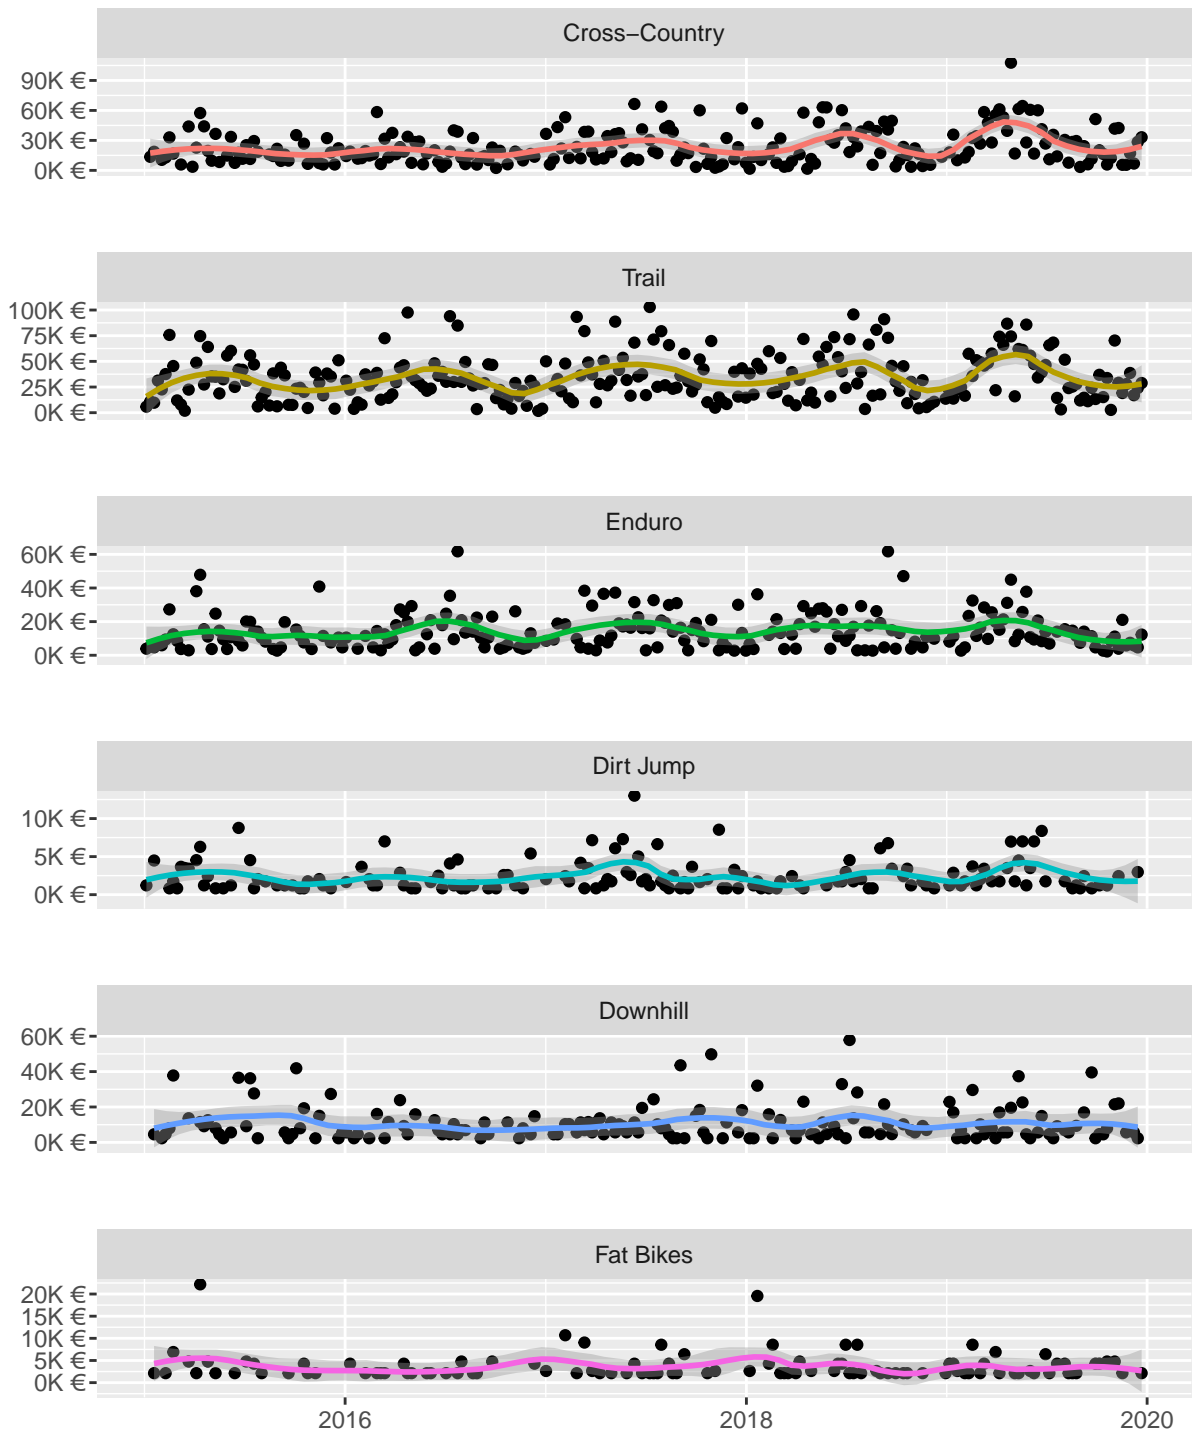 Cross−Country
90K €
60K €
30K €
0K €
Trail
100K €
75K €
50K €
25K €
0K €
Enduro
60K €
40K €
20K €
0K €
Dirt Jump
10K €
5K €
0K €
Downhill
60K €
40K €
20K €
0K €
Fat Bikes
20K €
15K €
10K €
5K €
0K €
2016 2018 2020